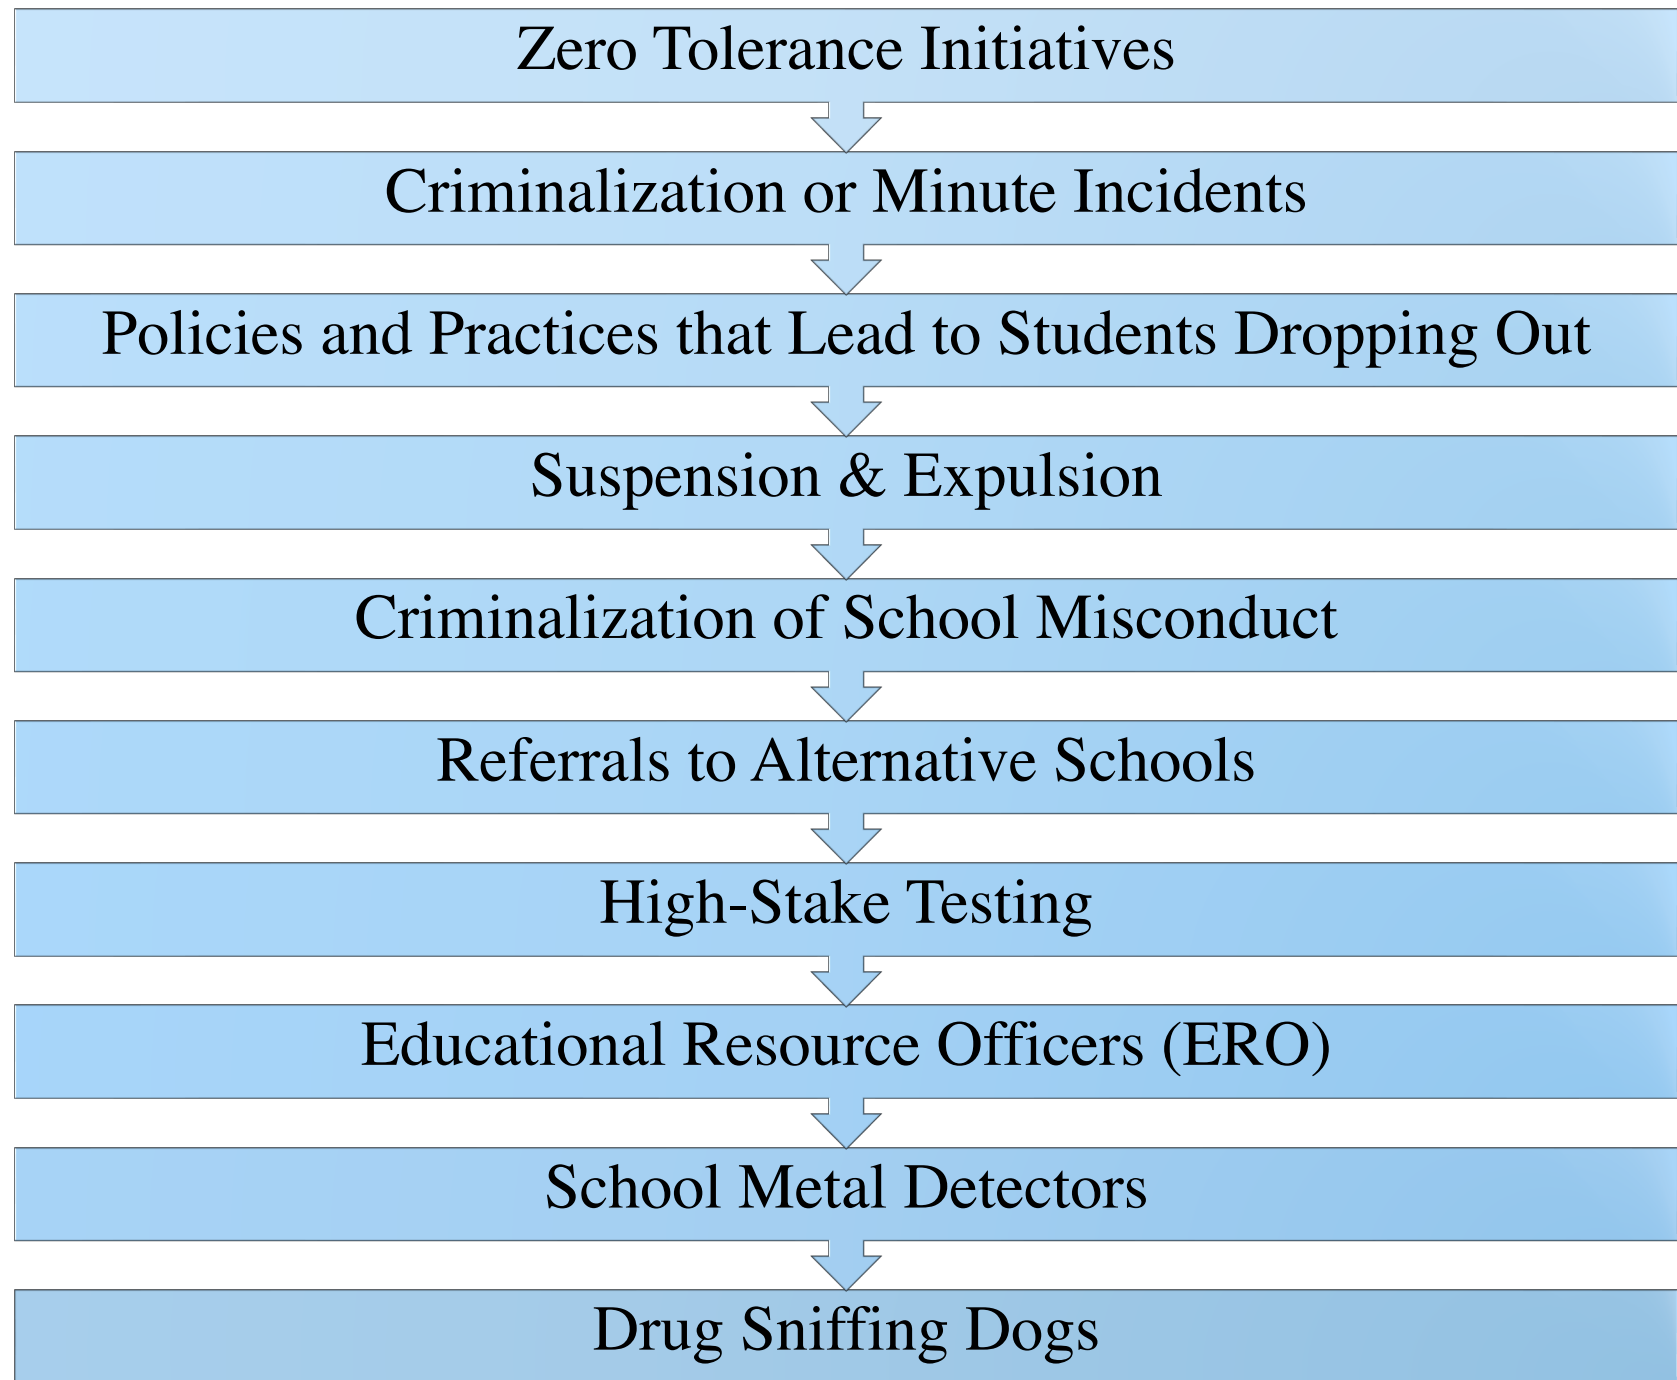 Zero Tolerance Initiatives
Criminalization or Minute Incidents
Policies and Practices that Lead to Students Dropping Out
Suspension & Expulsion
Criminalization of School Misconduct
Referrals to Alternative Schools
High-Stake Testing
Educational Resource Officers (ERO)
School Metal Detectors
Drug Sniffing Dogs